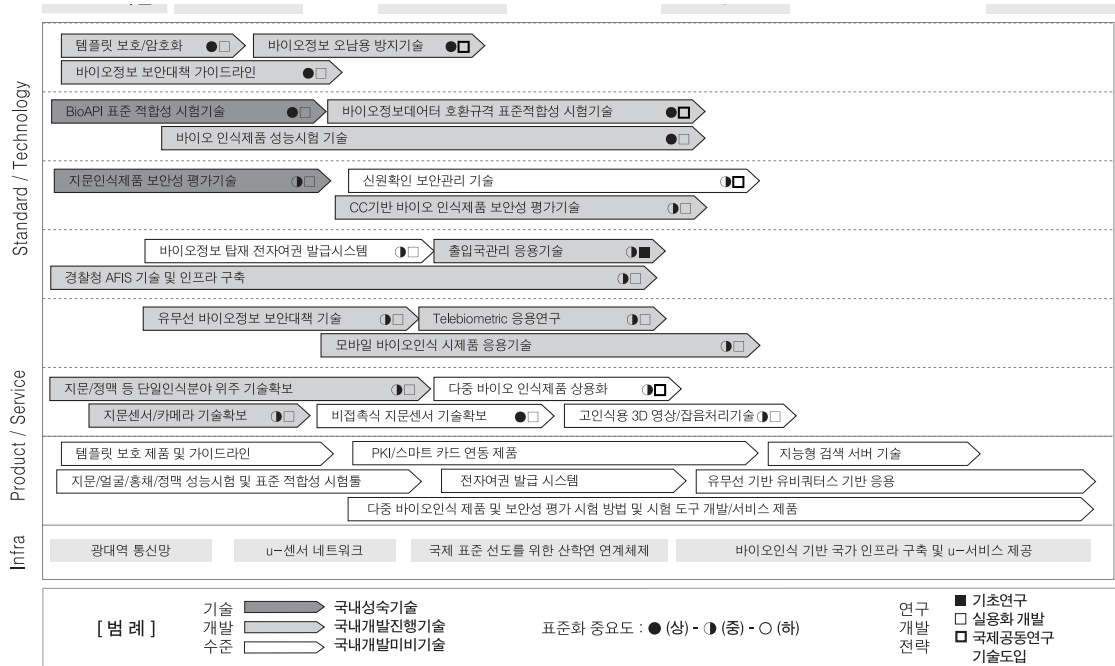 템플릿 보호/암호화 ●□ 바이오정보 오남용 방지기술 ●□
바이오정보 보안대책 가이드라인 ●□
BioAPI 표준 적합성 시험기술 ●□ 바이오정보데어터 호환규격 표준적합성 시험기술 ●□
바이오 인식제품 성능시험 기술 ●□
지문인식제품 보안성 평가기술 ◑□ 신원확인 보안관리 기술 ◑□
CC기반 바이오 인식제품 보안성 평가기술 ◑□
Standard / Technology
바이오정보 탑재 전자여권 발급시스템 ◑□ 출입국관리 응용기술 ◑■
경찰청 AFIS 기술 및 인프라 구축 ◑□
유무선 바이오정보 보안대책 기술 ◑□ Telebiometric 응용연구 ◑□
모바일 바이오인식 시제품 응용기술 ◑□
지문/정맥 등 단일인식분야 위주 기술확보 ◑□ 다중 바이오 인식제품 상용화 ◑□
지문센서/카메라 기술확보 ◑□ 비접촉식 지문센서 기술확보 ●□ 고인식용 3D 영상/잡음처리기술 ◑□
Product / Service
템플릿 보호 제품 및 가이드라인 PKI/스마트 카드 연동 제품 지능형 검색 서버 기술
지문/얼굴/홍채/정맥 성능시험 및 표준 적합성 시험툴 전자여권 발급 시스템 유무선 기반 유비쿼터스 기반 응용
다중 바이오인식 제품 및 보안성 평가 시험 방법 및 시험 도구 개발/서비스 제품
Infra
광대역 통신망 u-센서 네트워크 국제 표준 선도를 위한 산학연 연계체제 바이오인식 기반 국가 인프라 구축 및 u-서비스 제공
[ 범 례 ]
기술 개발 수준
국내성숙기술
국내개발진행기술
국내개발미비기술
표준화 중요도 : ● (상) - ◑ (중) - ○ (하)
연구 개발 전략
■ 기초연구
□ 실용화 개발
□ 국제공동연구
기술도입